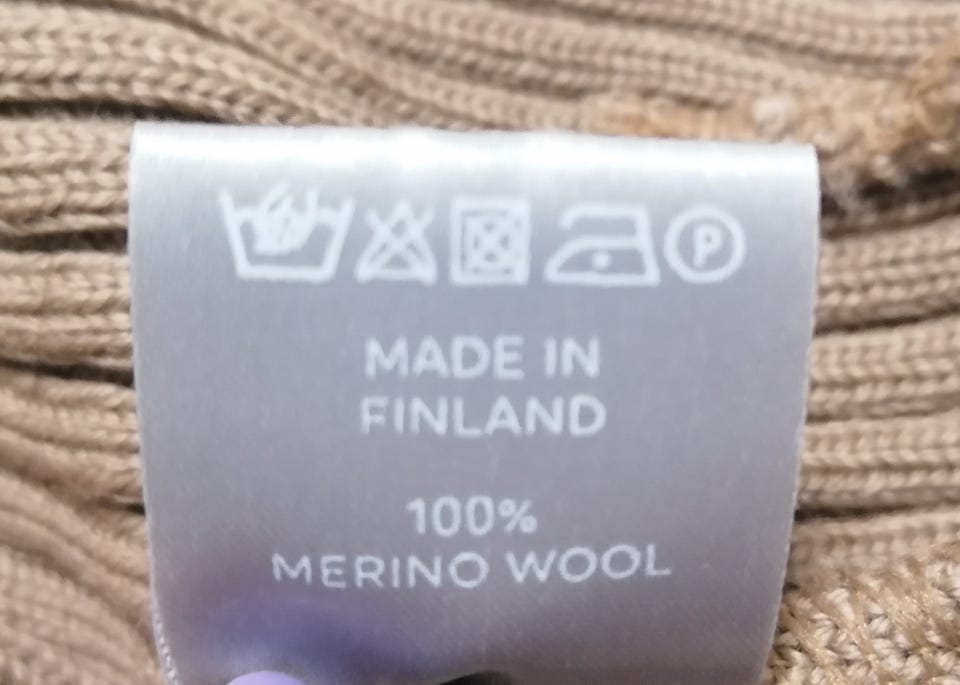 P
MADE IN
FINLAND
100%
MERINO WOOL